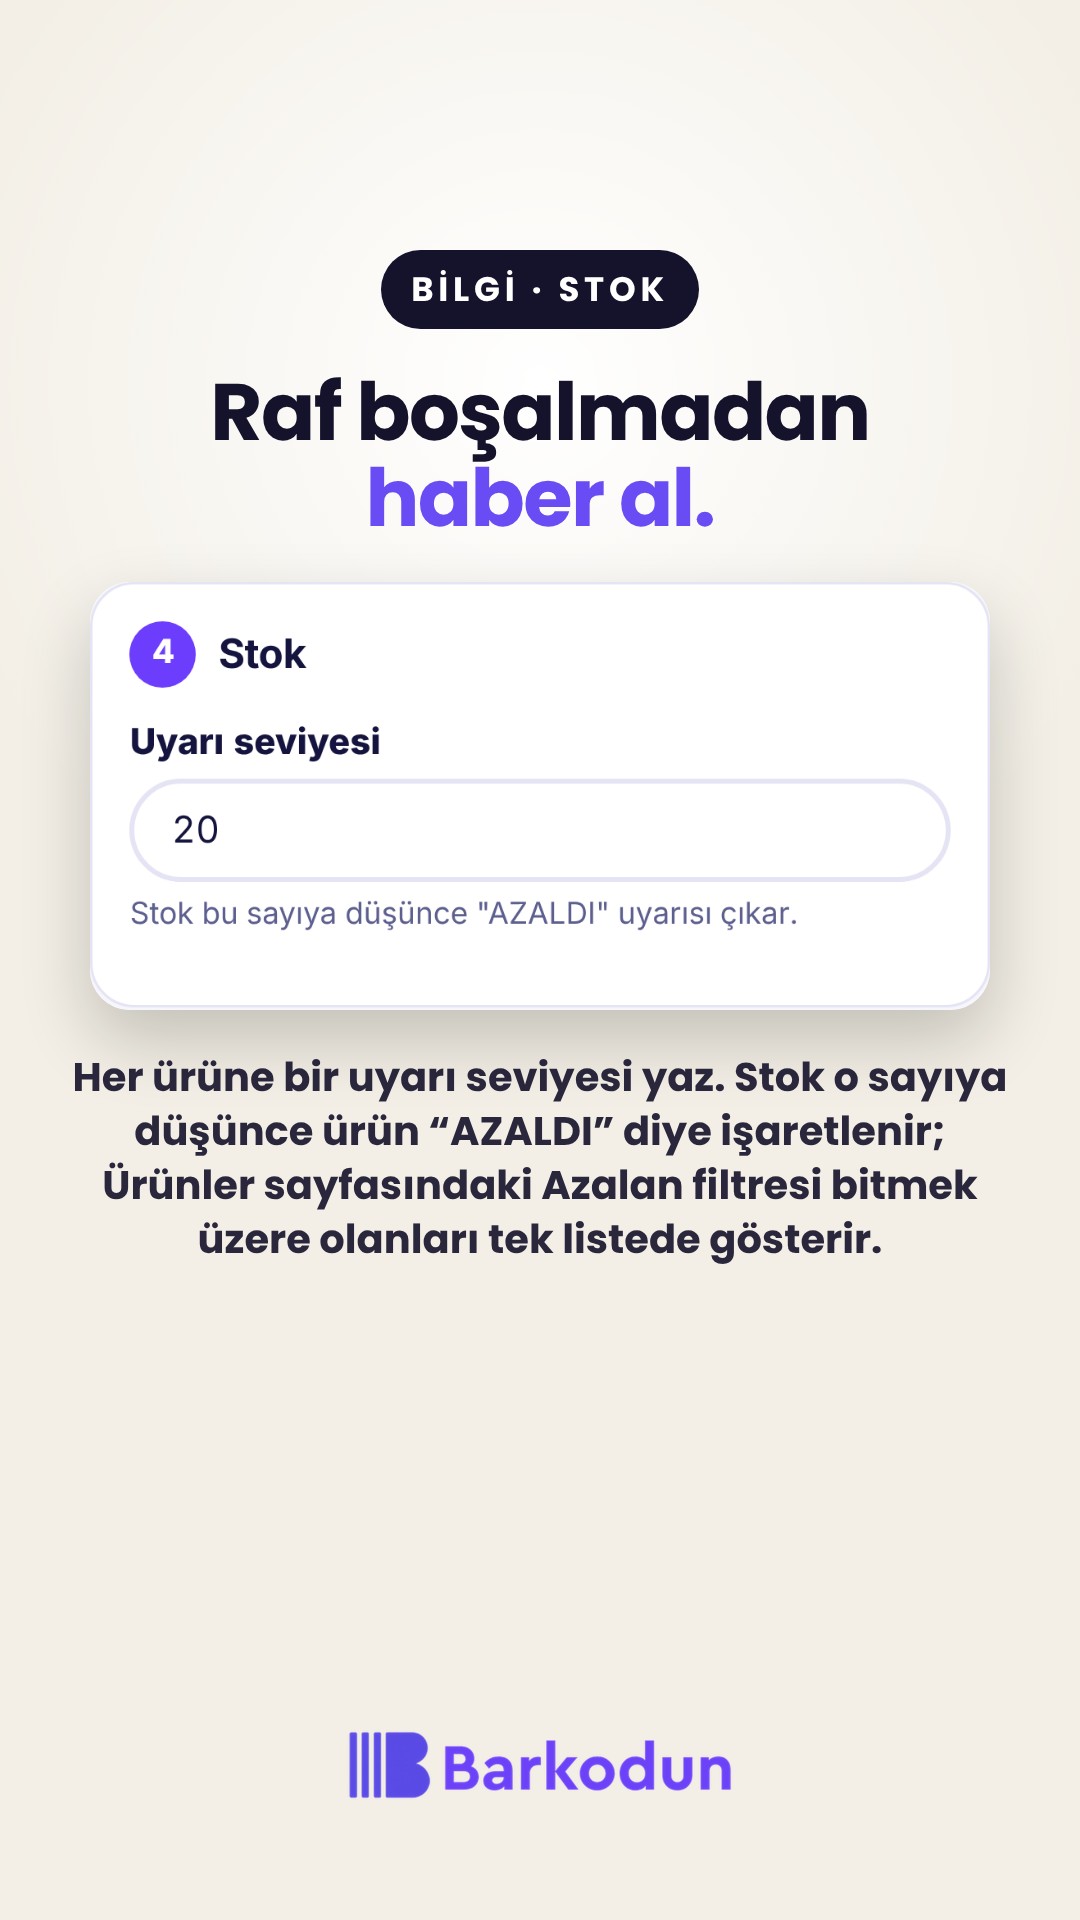 BİLGİ · STOK
Raf boşalmadan
haber al.
4 Stok
Uyarı seviyesi
20
Stok bu sayıya düşünce "AZALDI" uyarısı çıkar.
Her ürüne bir uyarı seviyesi yaz. Stok o sayıya
düşünce ürün “AZALDI” diye işaretlenir;
Ürünler sayfasındaki Azalan filtresi bitmek
üzere olanları tek listede gösterir.
Barkodun